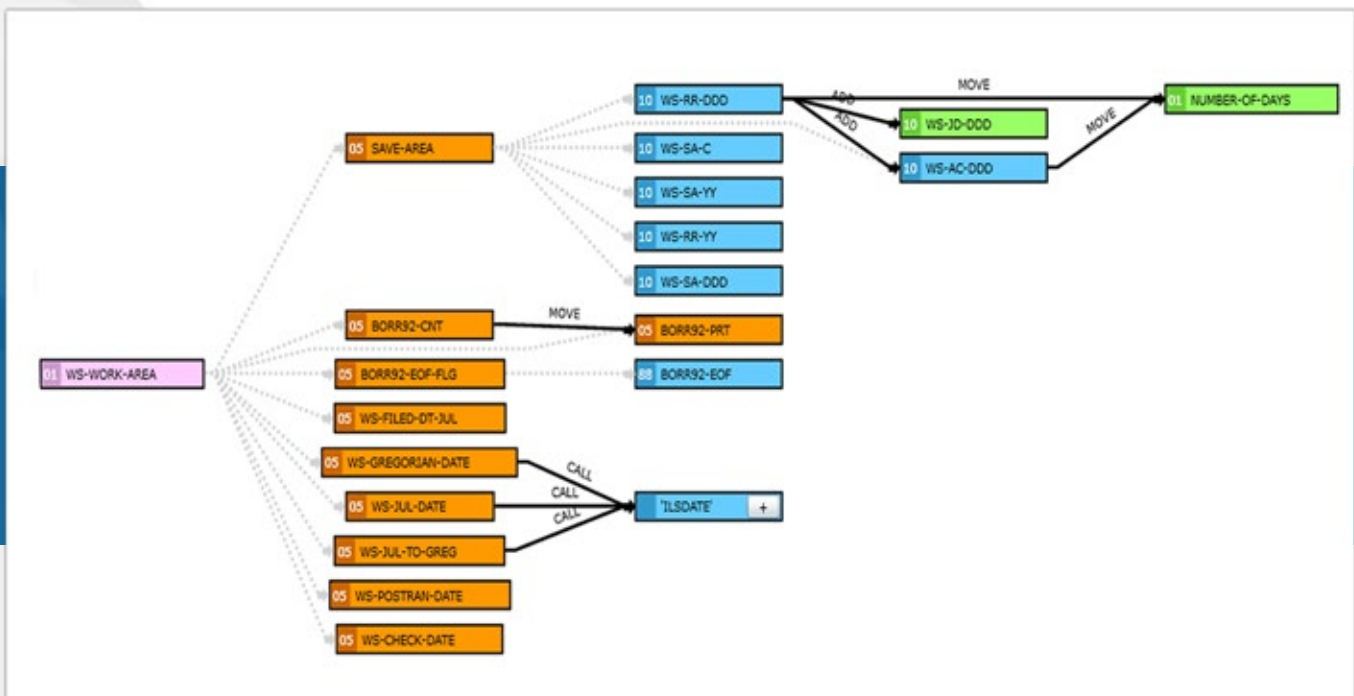 MOVE
10 WS-RR-DDD
01 NUMBER-OF-DAYS
ADD
ADD
10 WS-JD-DDD
MOVE
05 SAVE-AREA
10 WS-SA-C
10 WS-AC-DDD
10 WS-SA-YY
10 WS-RR-YY
10 WS-SA-DDD
05 BORR92-CNT
MOVE
05 BORR92-PRT
01 WS-WORK-AREA
05 BORR92-EOF-FLG
88 BORR92-EOF
05 WS-FILED-DT-JUL
05 WS-GREGORIAN-DATE
CALL
05 WS-JUL-DATE
CALL
'ILSDATE' +
CALL
05 WS-JUL-TO-GREG
05 WS-POSTRAN-DATE
05 WS-CHECK-DATE